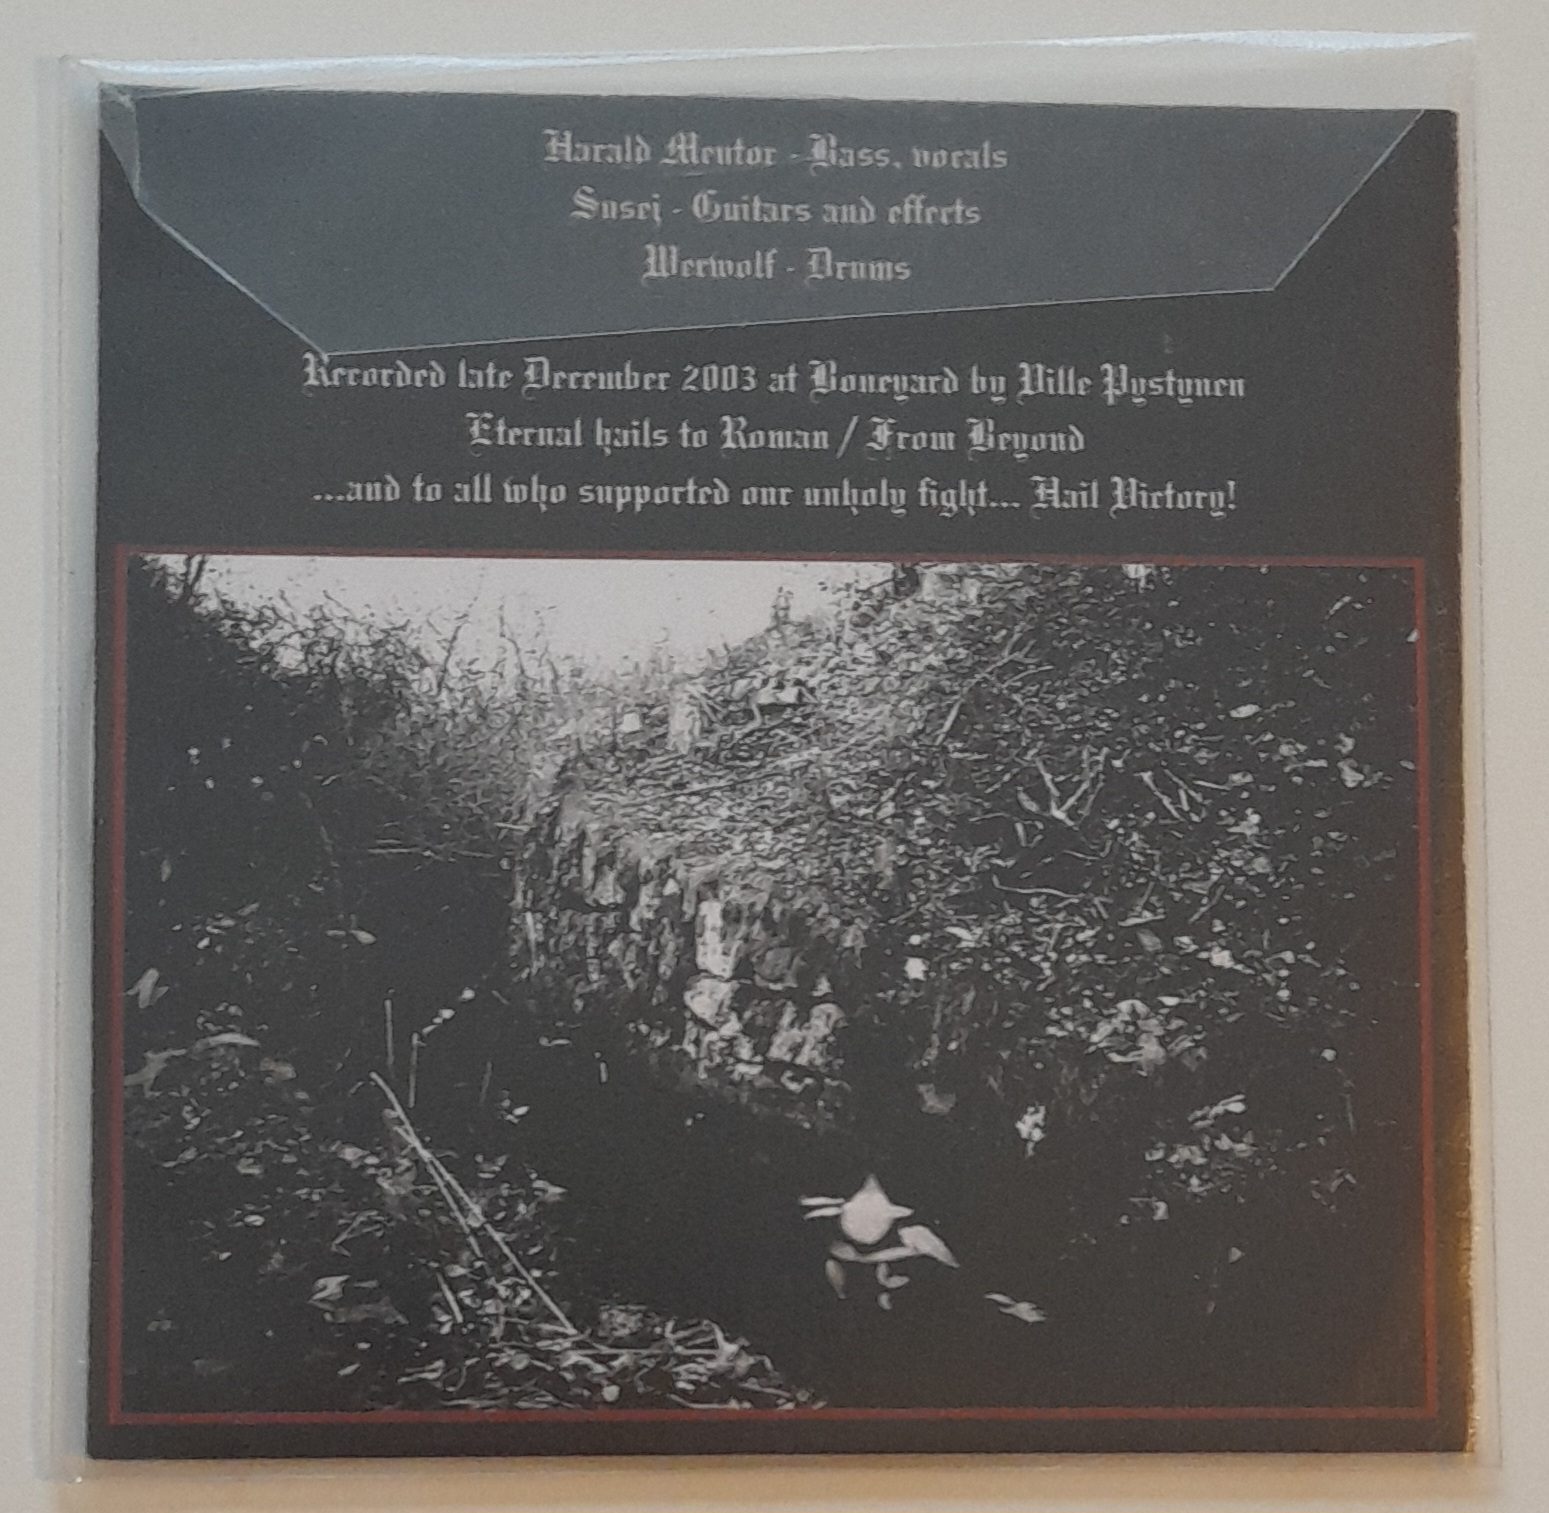 Harald Mentor - Bass, vocals
Susej - Guitars and effects
Werwolf - Drums
Recorded late December 2003 at Boneyard by Ville Pystynen
Eternal hails to Roman / From Beyond
...and to all who supported our unholy fight... Hail Victory!